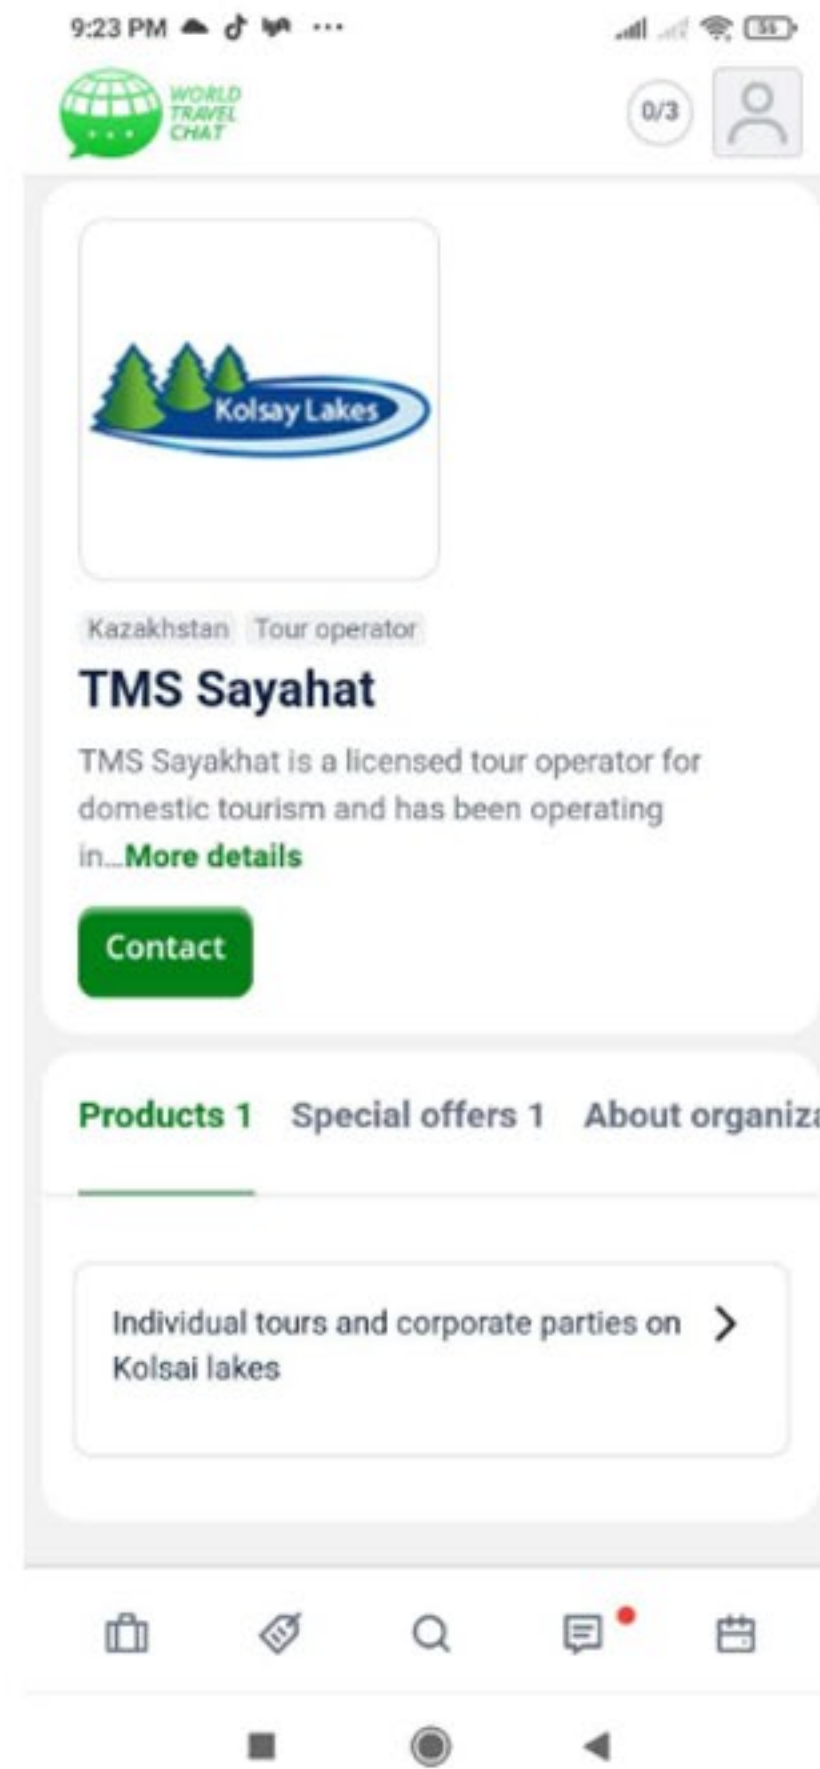 9:23 PM
55
WORLD
TRAVEL
CHAT
0/3
Kolsay Lakes
Kazakhstan Tour operator
TMS Sayahat
TMS Sayakhat is a licensed tour operator for
domestic tourism and has been operating
in...More details
Contact
Products 1 Special offers 1 About organiza
Individual tours and corporate parties on
Kolsai lakes